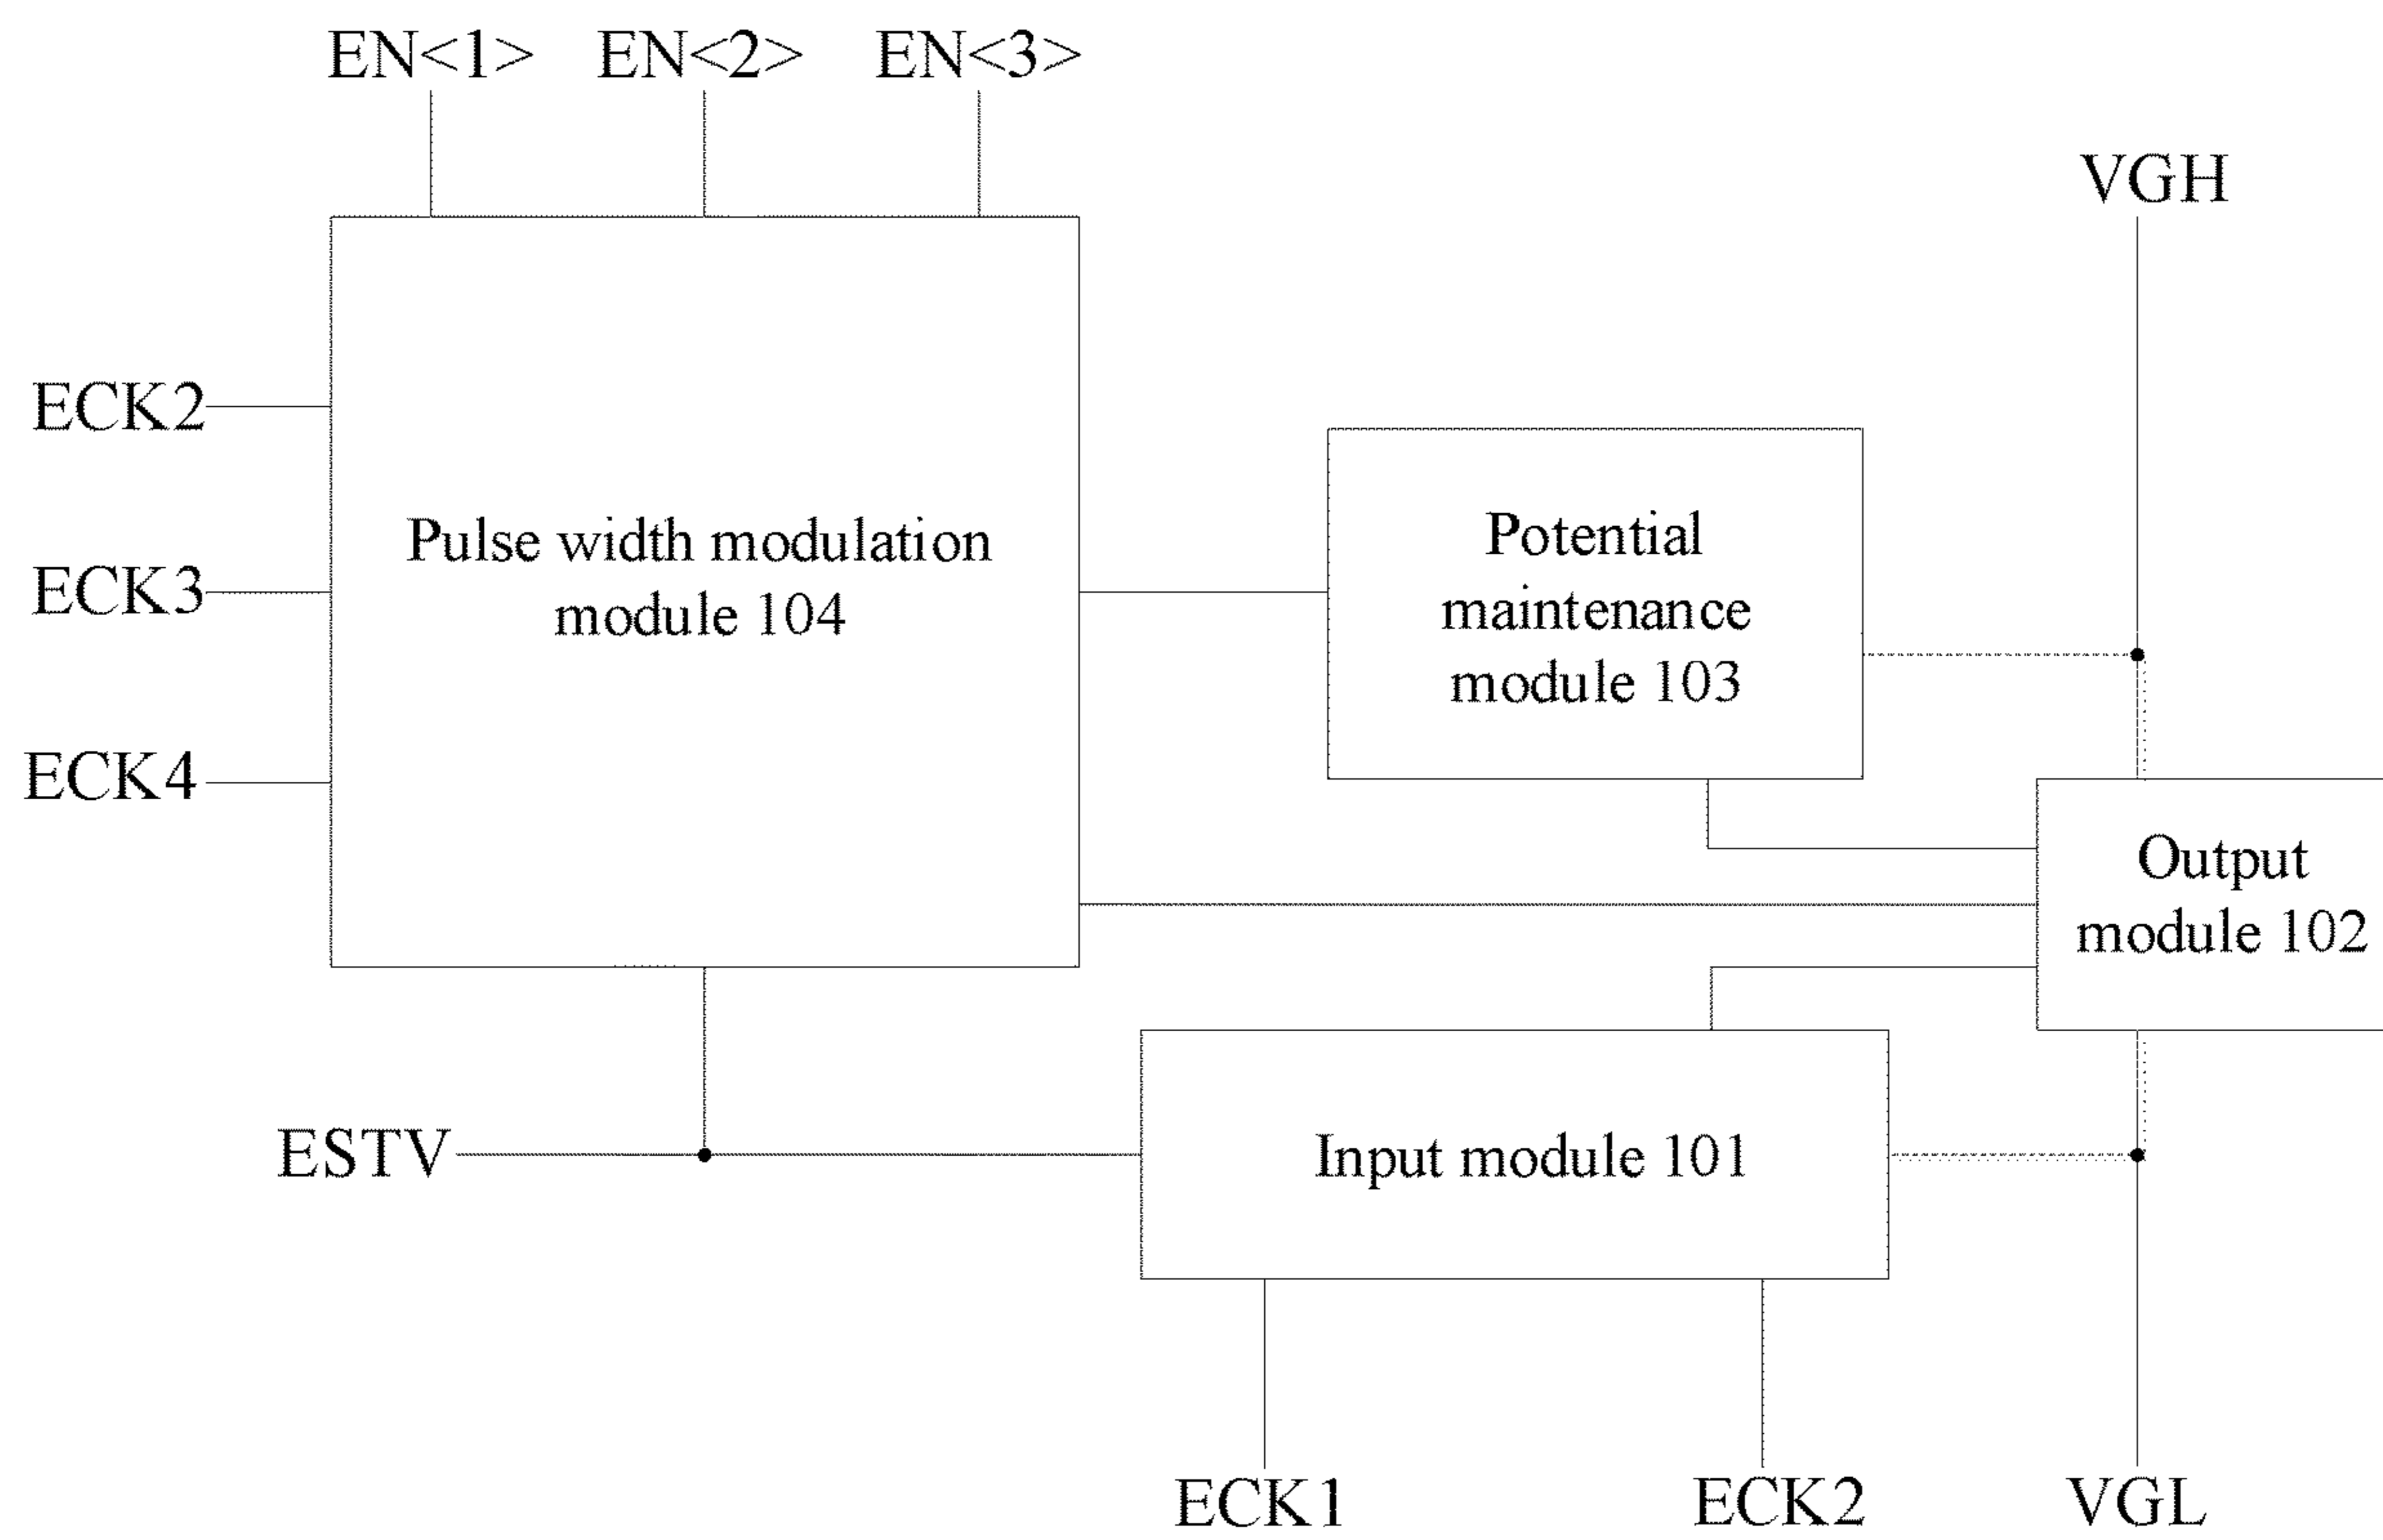 EN<1> EN<2> EN<3>
VGH
ECK2
ECK3
ECK4
Pulse width modulation
module 104
Potential
maintenance
module 103
Output
module 102
ESTV
Input module 101
ECK1
ECK2
VGL